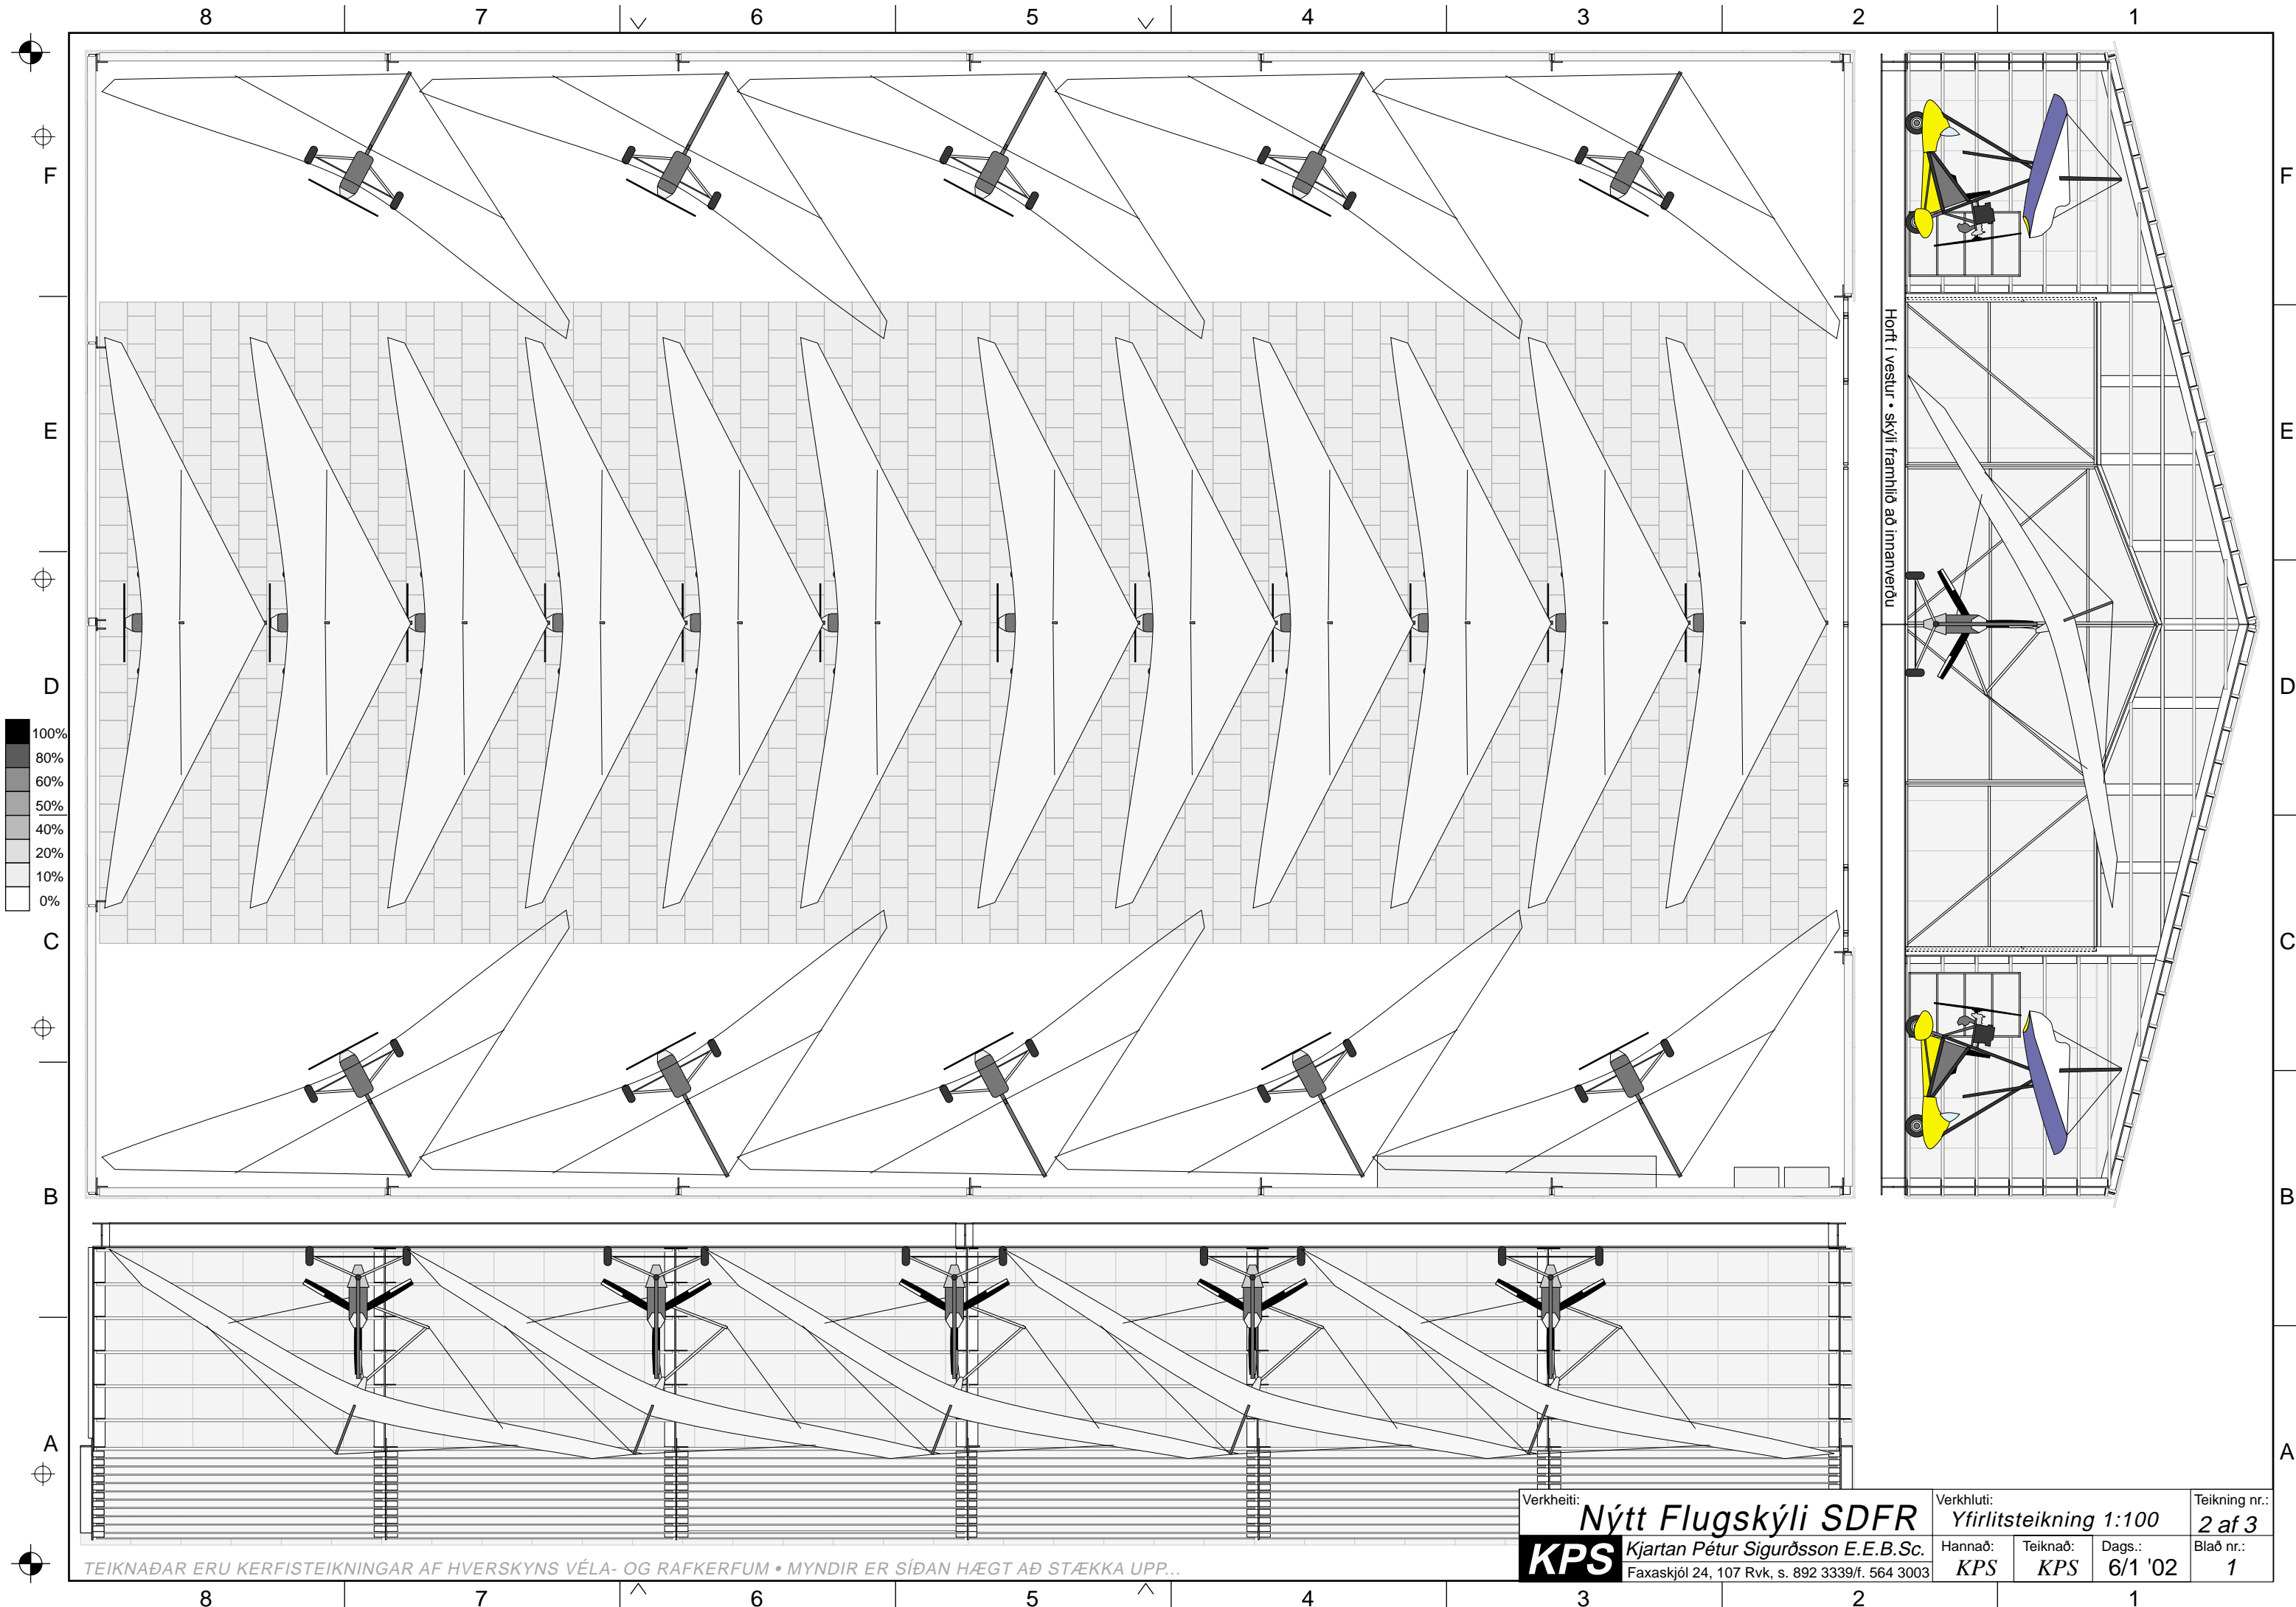 8 7 6 5 4 3 2 1
F F
E E
D D
C C
B B
A A
100%
80%
60%
50%
40%
20%
10%
0%
Horft í vestur • skýli framhlið að innanverðu
Verkheiti:
Nýtt Flugskýli SDFR
KPS
Kjartan Pétur Sigurðsson E.E.B.Sc.
Faxaskjól 24, 107 Rvk, s. 892 3339/f. 564 3003
Verkhluti:
Yfirlitsteikning 1:100
Teikning nr.:
2 af 3
Hannað:
KPS
Teiknað:
KPS
Dags.:
6/1 '02
Blað nr.:
1
TEIKNAÐAR ERU KERFISTEIKNINGAR AF HVERSKYNS VÉLA- OG RAFKERFUM • MYNDIR ER SÍÐAN HÆGT AÐ STÆKKA UPP...
8 7 6 5 4 3 2 1